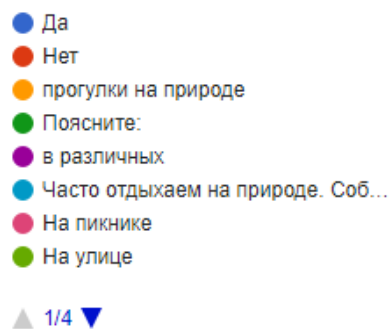 Да
Нет
прогулки на природе
Поясните:
в различных
Часто отдыхаем на природе. Соб...
На пикнике
На улице
1/4